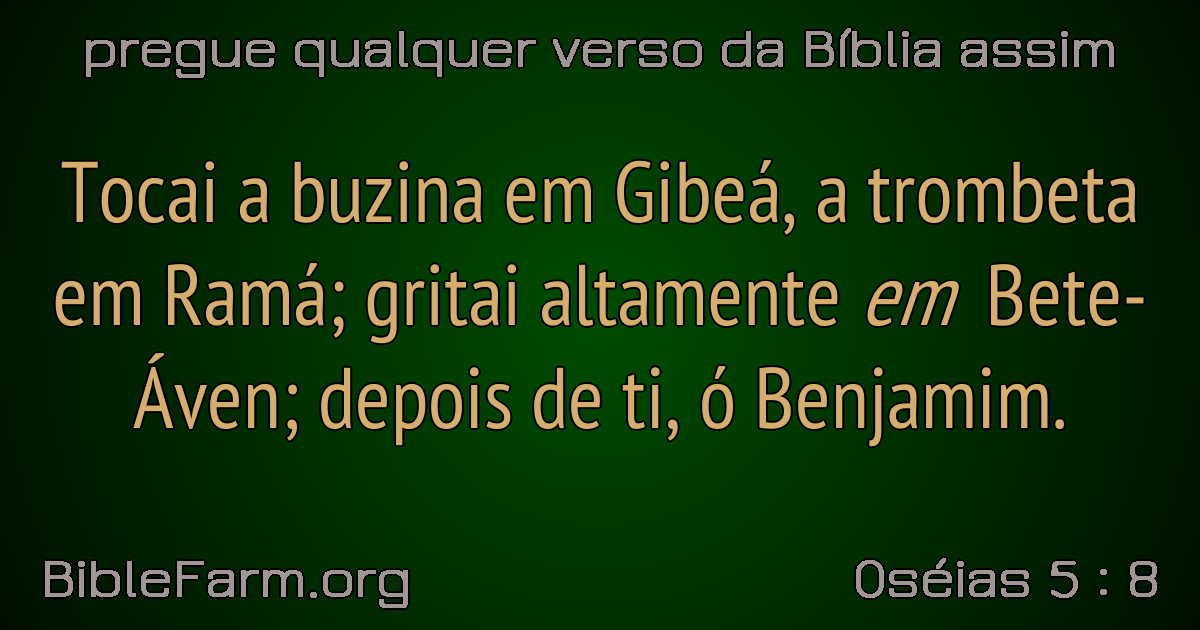 pregue qualquer verso da Bíblia assim
Tocai a buzina em Gibeá, a trombeta
em Ramá; gritai altamente em Bete-
Áven; depois de ti, ó Benjamim.
BibleFarm.org
Oséias 5 : 8